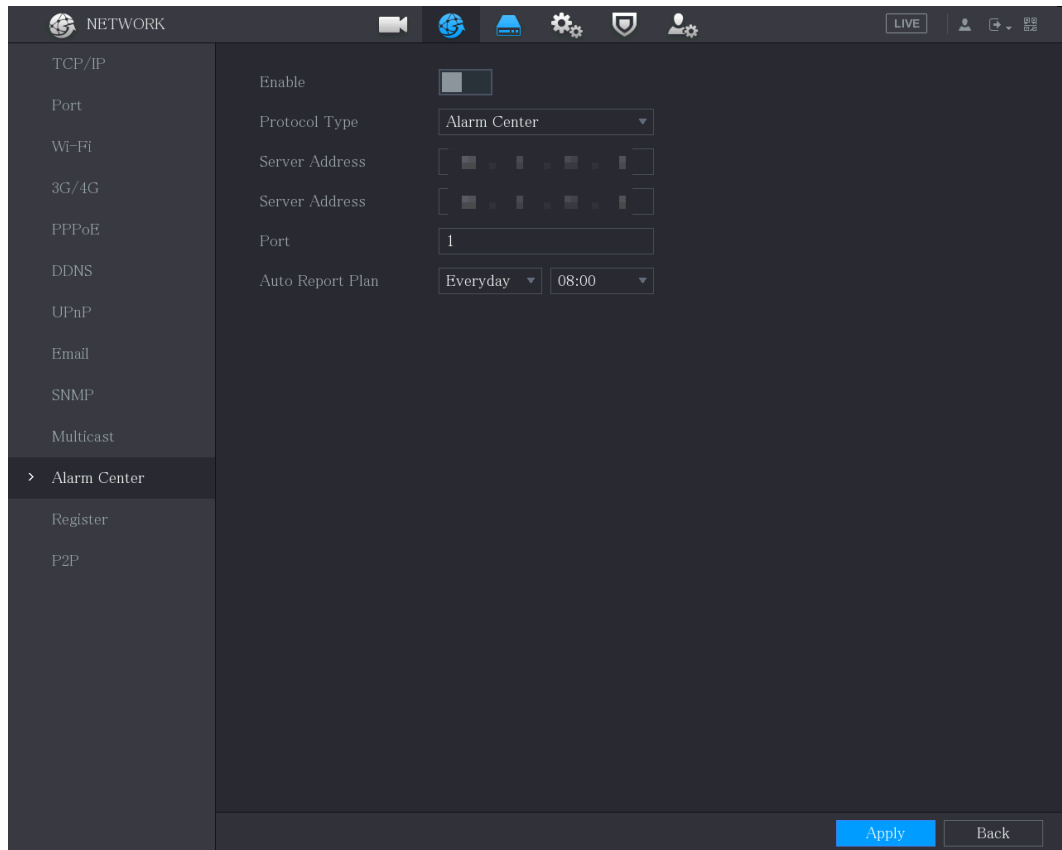 NETWORK LIVE
TCP/IP
Port
Wi-Fi
3G/4G
PPPoE
DDNS
UPnP
Email
SNMP
Multicast
Alarm Center
Register
P2P
Enable
Protocol Type Alarm Center
Server Address
Server Address
Port 1
Auto Report Plan Everyday 08:00
Apply Back